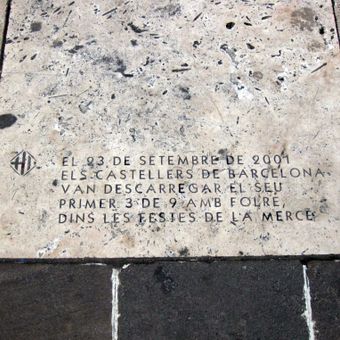 EL 23 DE SETEMBRE DE 2001
ELS CASTELLERS DE BARCELONA
VAN DESCARREGAR EL SEU
PRIMER 3 DE 9 AMB FOLRE,
DINS LES FESTES DE LA MERCÈ